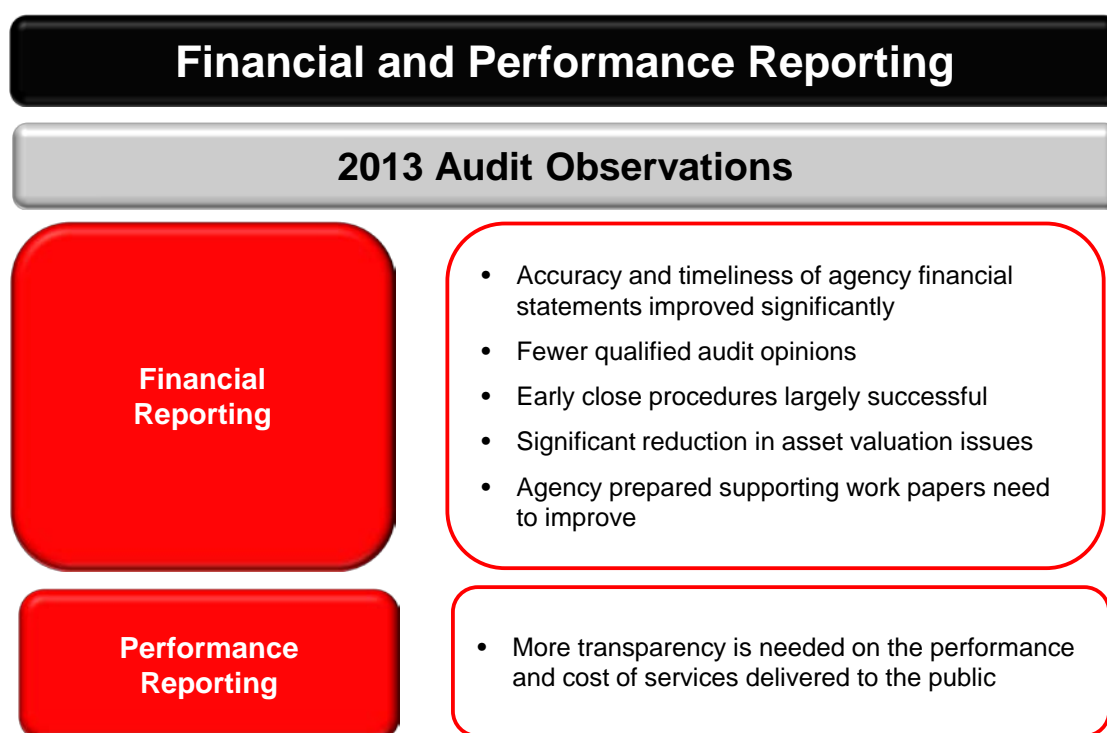 Financial and Performance Reporting
2013 Audit Observations
Financial
Reporting
• Accuracy and timeliness of agency financial
statements improved significantly
• Fewer qualified audit opinions
• Early close procedures largely successful
• Significant reduction in asset valuation issues
• Agency prepared supporting work papers need
to improve
Performance
Reporting
• More transparency is needed on the performance
and cost of services delivered to the public